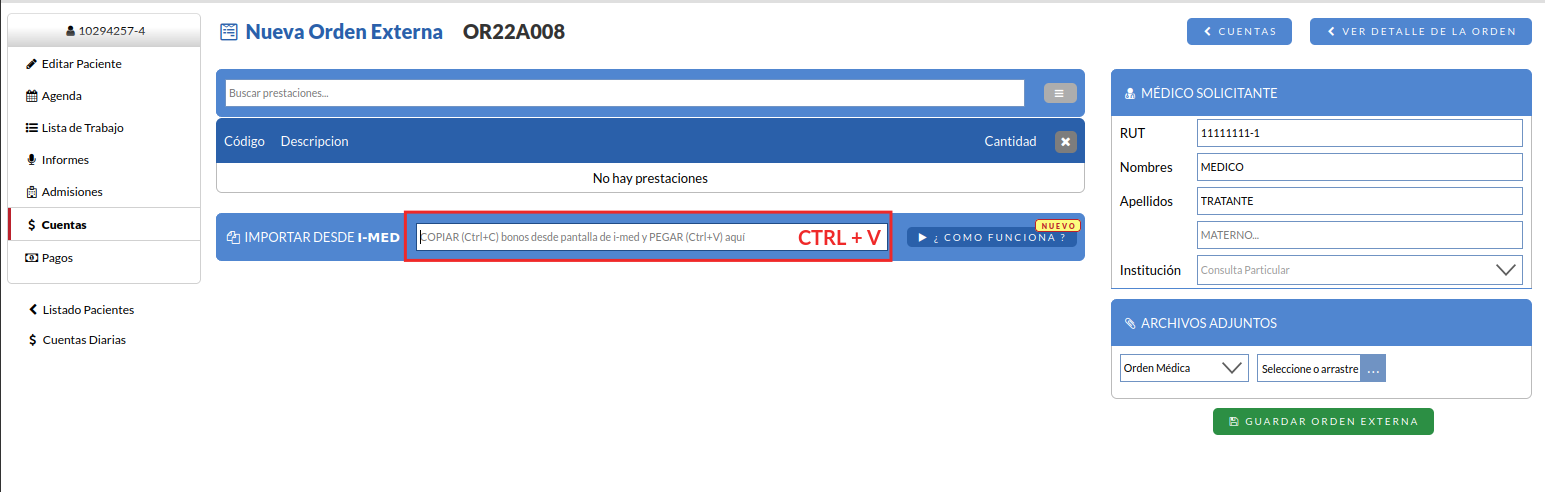 10294257-4
Editar Paciente
Agenda
Lista de Trabajo
Informes
Admisiones
$ Cuentas
Pagos
Listado Pacientes
$ Cuentas Diarias
Nueva Orden Externa OR22A008
CUENTAS
VER DETALLE DE LA ORDEN
Buscar prestaciones...
Código Descripcion Cantidad
No hay prestaciones
IMPORTAR DESDE I-MED
COPIAR (Ctrl+C) bonos desde pantalla de i-med y PEGAR (Ctrl+V) aquí
CTRL + V
NUEVO
¿ COMO FUNCIONA ?
MÉDICO SOLICITANTE
RUT 11111111-1
Nombres MEDICO
Apellidos TRATANTE
MATERNO...
Institución Consulta Particular
ARCHIVOS ADJUNTOS
Orden Médica Seleccione o arrastre ...
GUARDAR ORDEN EXTERNA